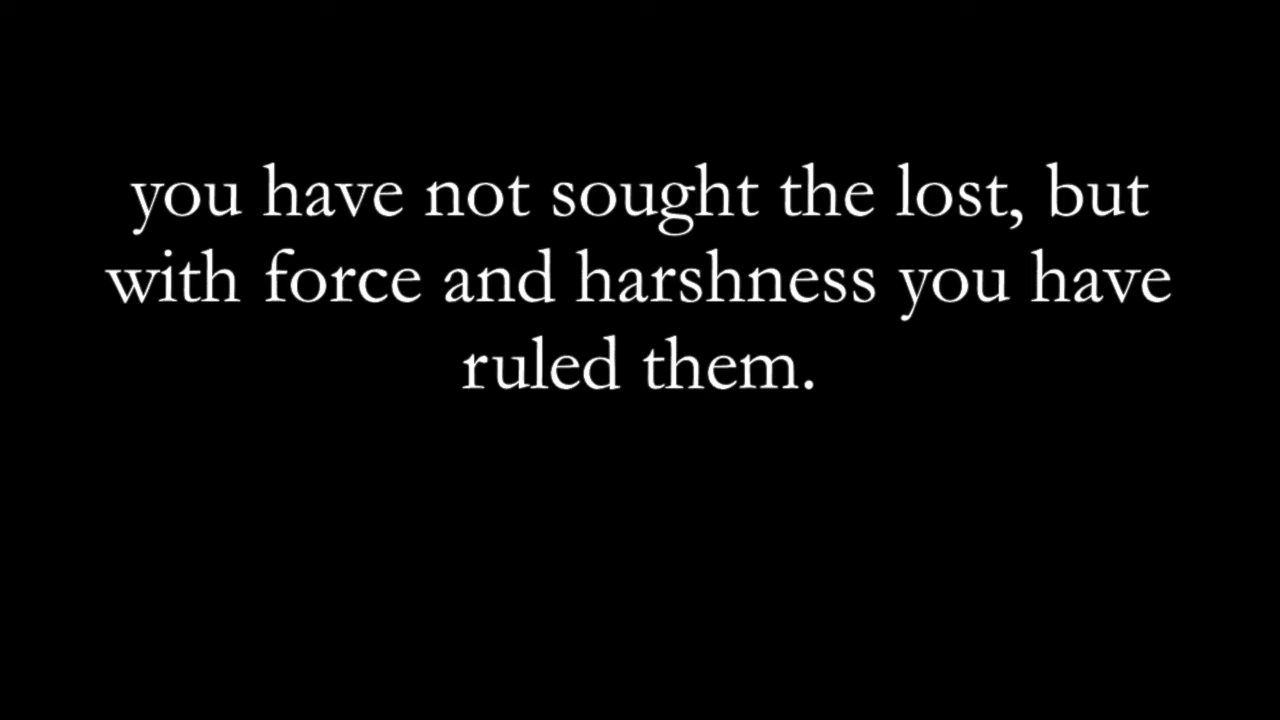 you have not sought the lost, but
with force and harshness you have
ruled them.